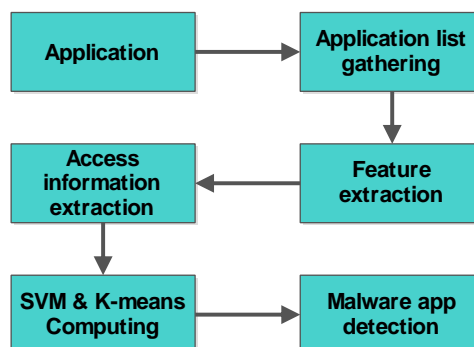 Application
Application list
gathering
Access
information
extraction
Feature
extraction
SVM & K-means
Computing
Malware app
detection